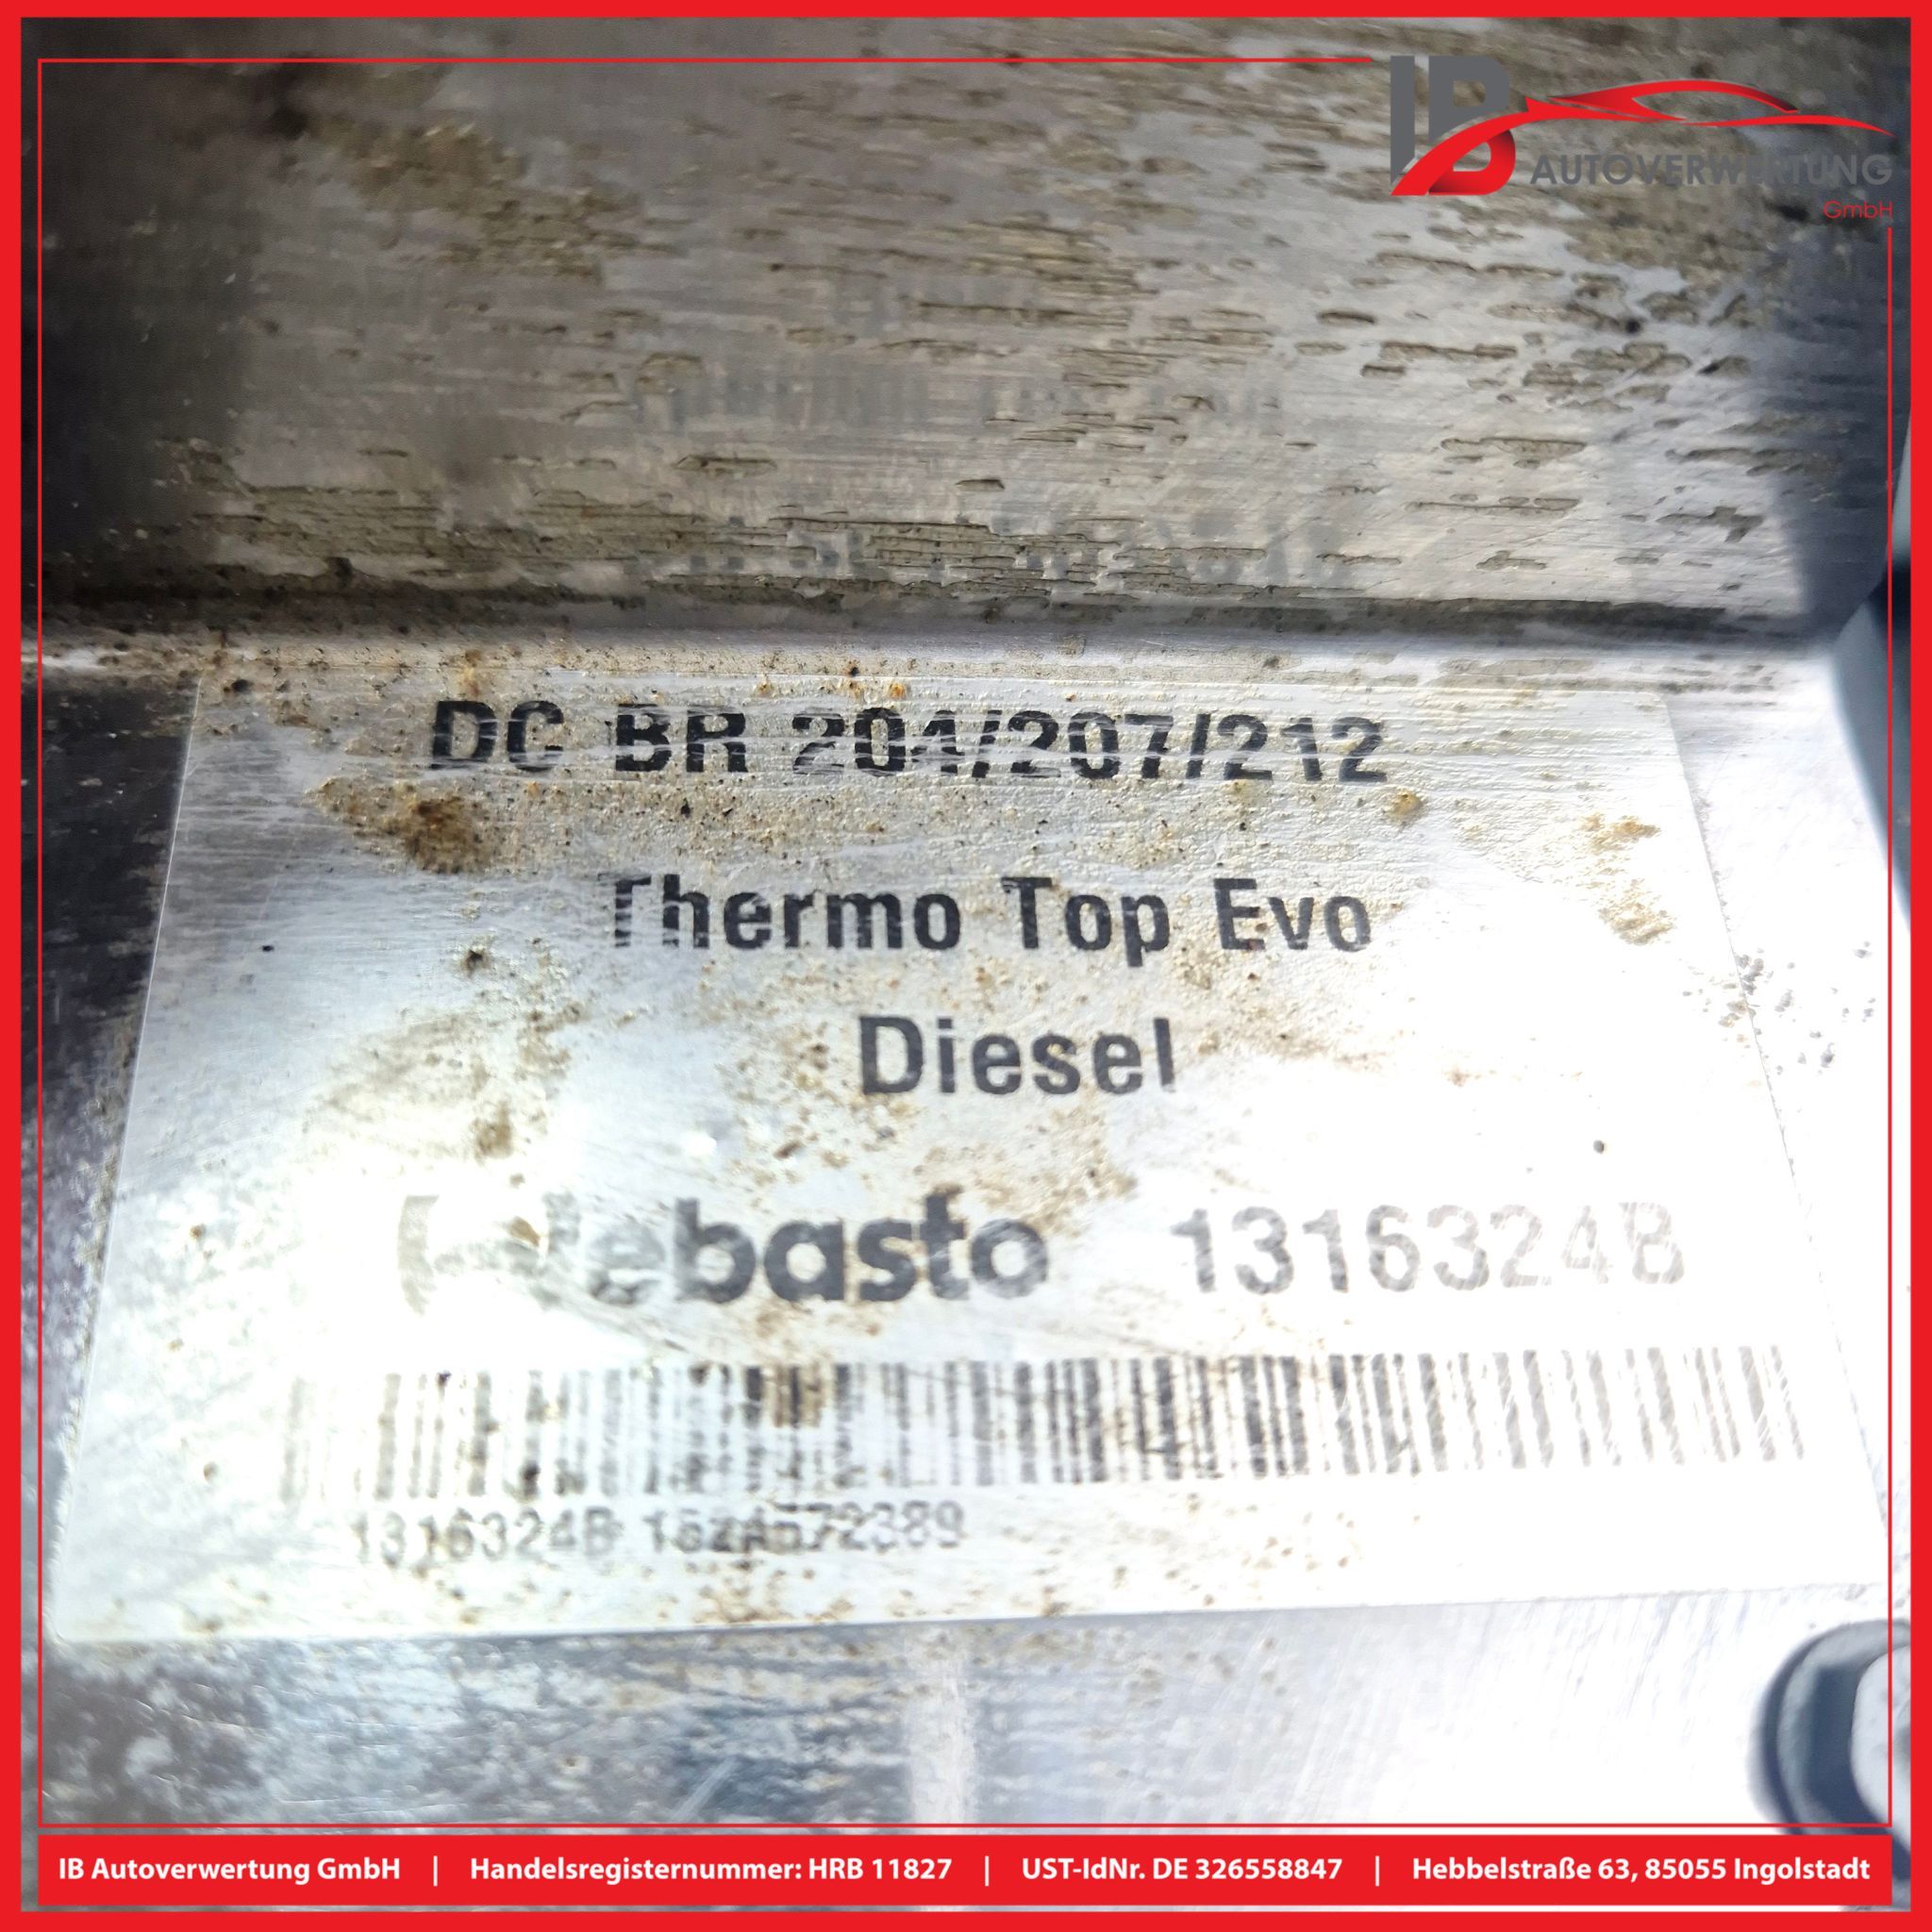 IB
AUTOVERWERTUNG
GmbH
DC BR 204/207/212
Thermo Top Evo
Diesel
Webasto 1316324B
1316324B
IB Autoverwertung GmbH | Handelsregisternummer: HRB 11827 | UST-IdNr. DE 326558847 | Hebbelstraße 63, 85055 Ingolstadt